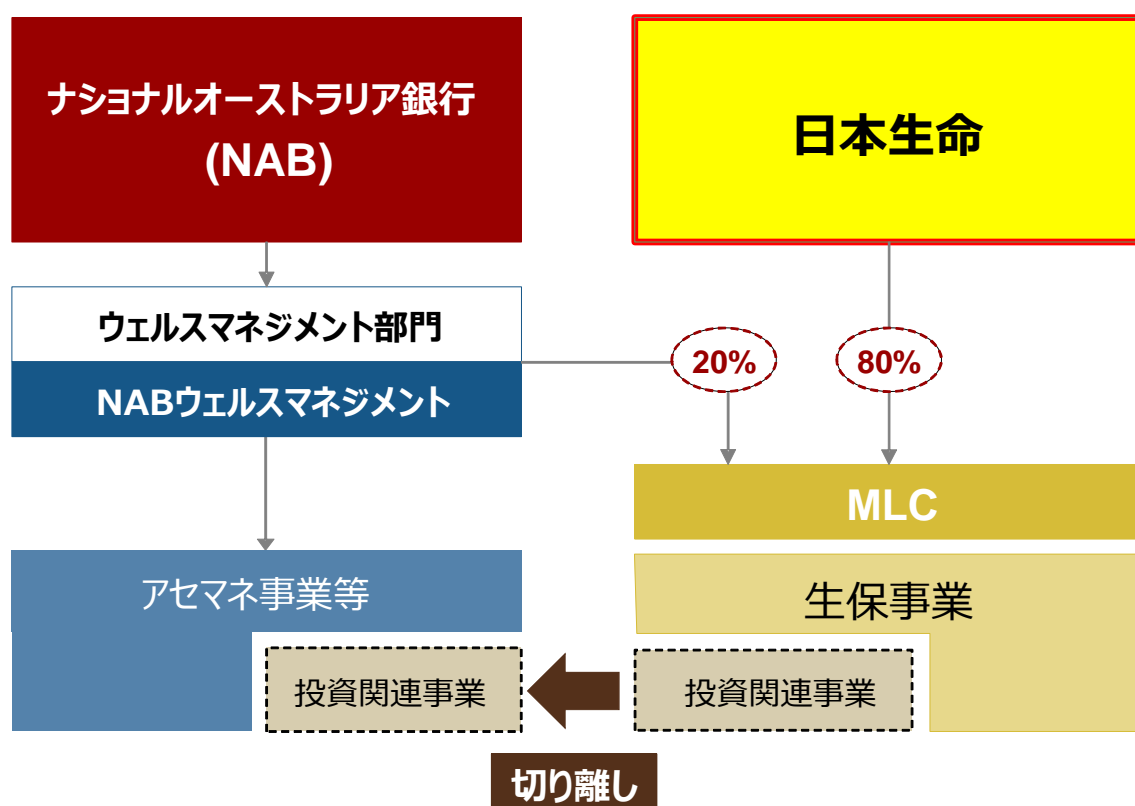 ナショナルオーストラリア銀行
(NAB)
日本生命
ウェルスマネジメント部門
NABウェルスマネジメント
20%
80%
MLC
アセマネ事業等
生保事業
投資関連事業
投資関連事業
切り離し